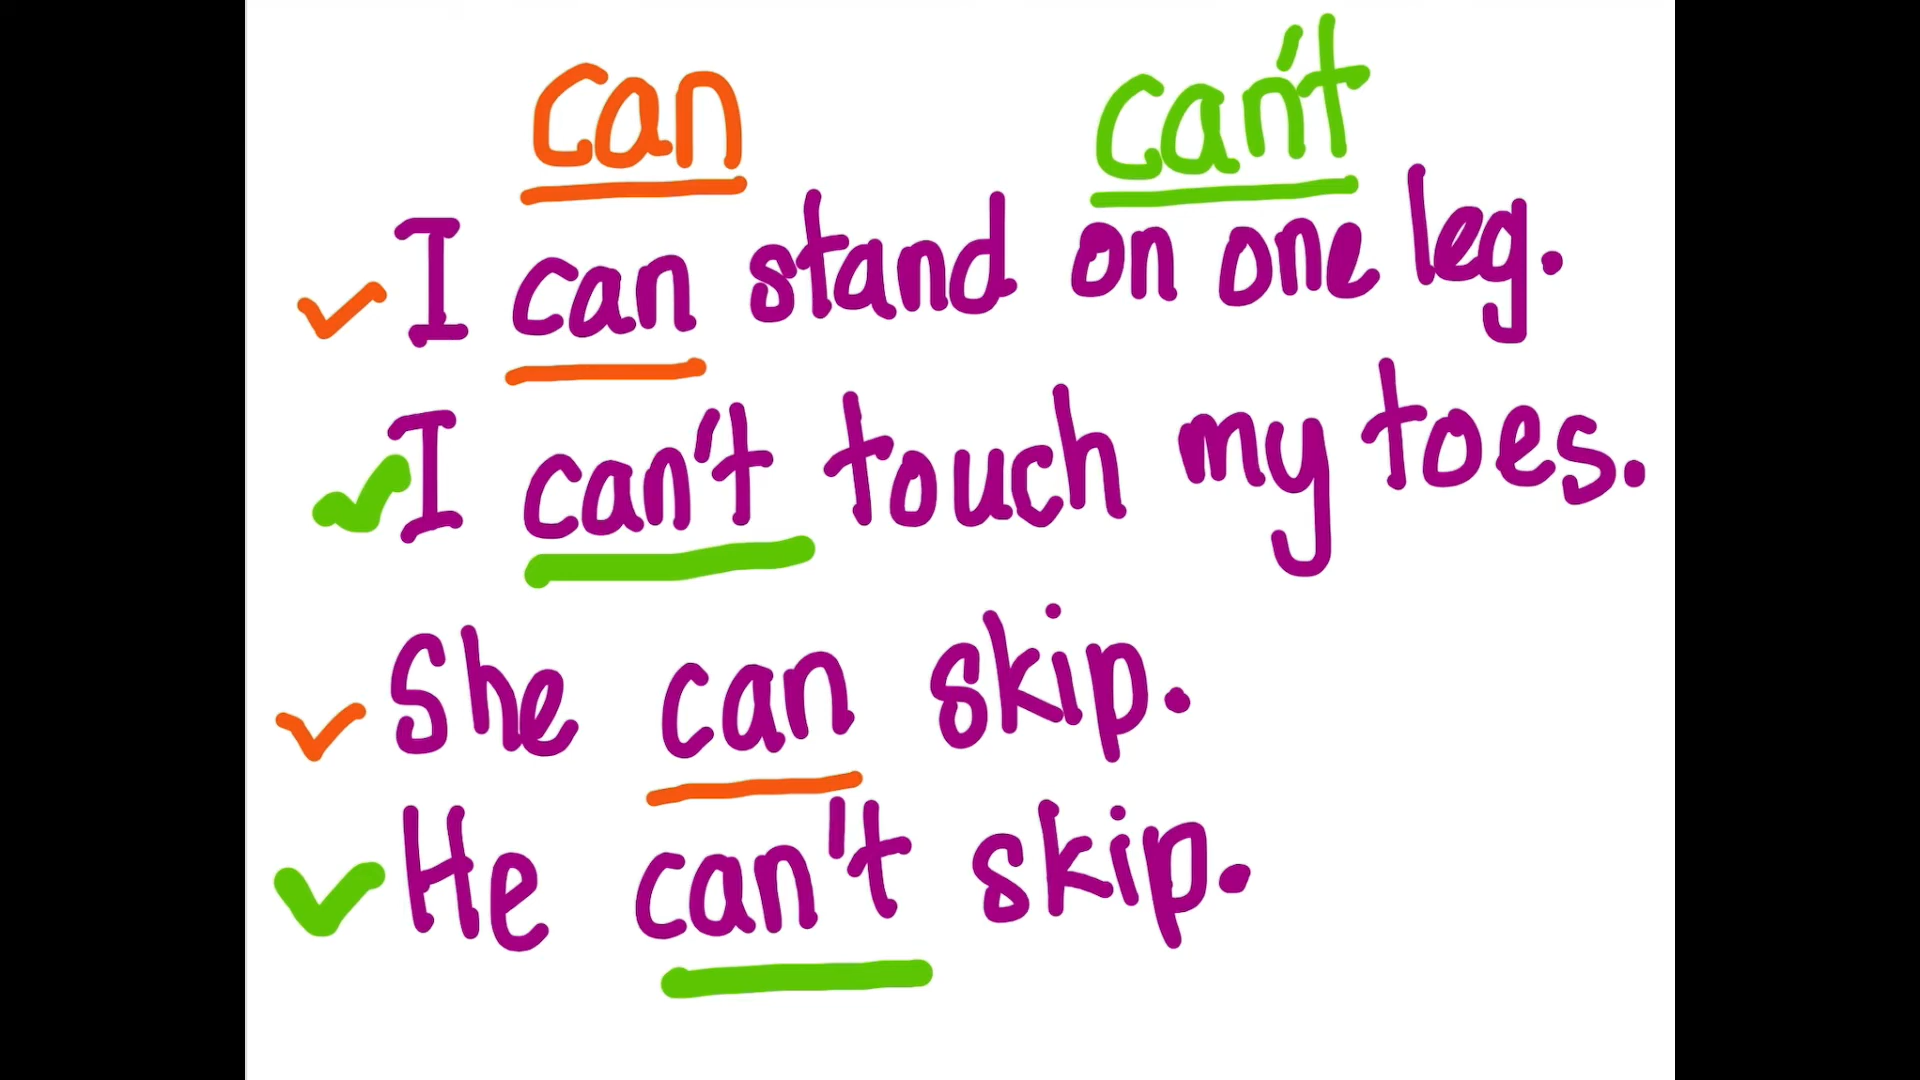 can can't
I can stand on one leg.
I can't touch my toes.
She can skip.
He can't skip.